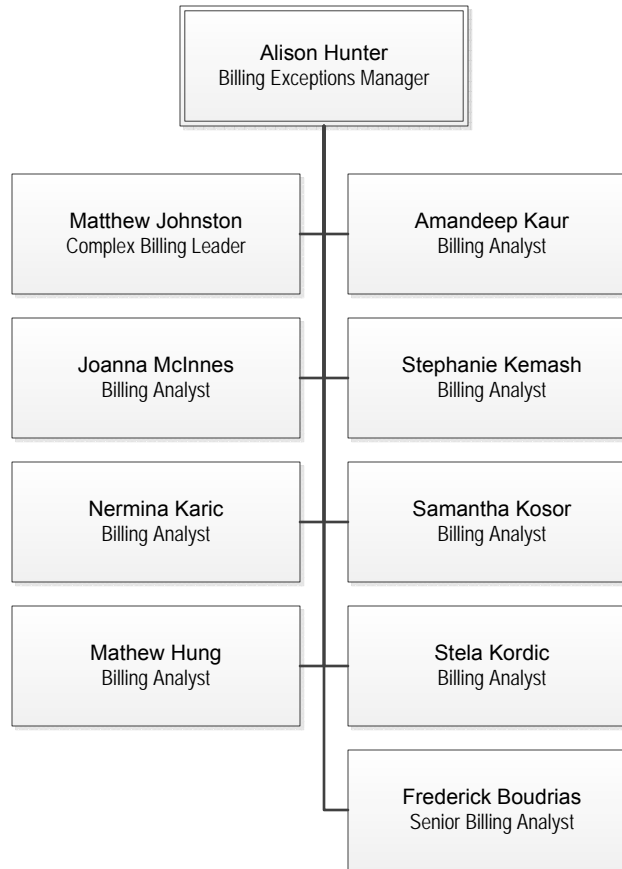 Alison Hunter
Billing Exceptions Manager
Matthew Johnston
Complex Billing Leader
Amandeep Kaur
Billing Analyst
Joanna McInnes
Billing Analyst
Stephanie Kemash
Billing Analyst
Nermina Karic
Billing Analyst
Samantha Kosor
Billing Analyst
Mathew Hung
Billing Analyst
Stela Kordic
Billing Analyst
Frederick Boudrias
Senior Billing Analyst